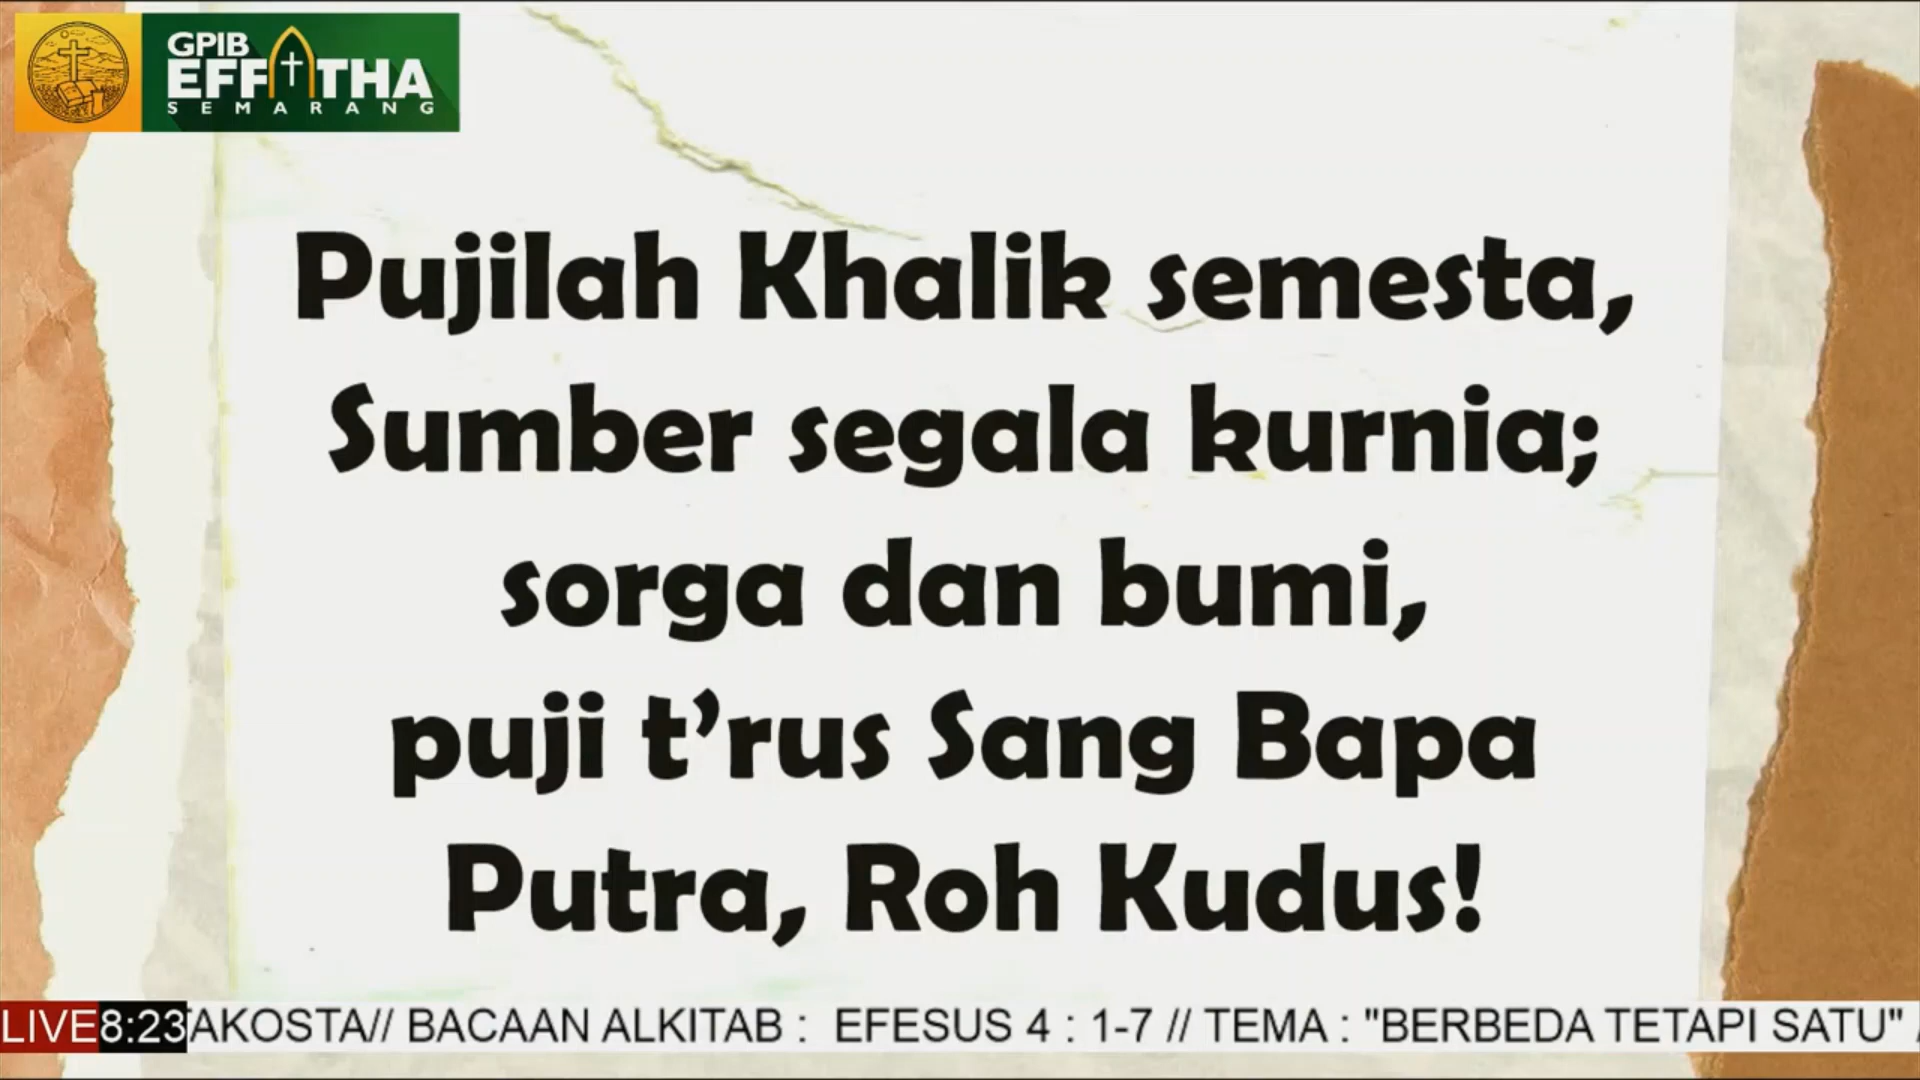 GPIB
EFFATHA
SEMARANG
Pujilah Khalik semesta,
Sumber segala kurnia;
sorga dan bumi,
puji t’rus Sang Bapa
Putra, Roh Kudus!
LIVE 8:23 AKOSTA// BACAAN ALKITAB : EFESUS 4 : 1-7 // TEMA : "BERBEDA TETAPI SATU" /